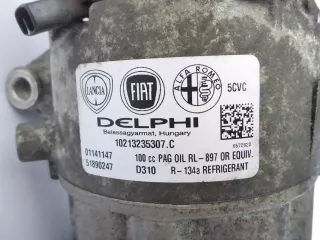 LANCIA FIAT ALFA ROMEO 5CVC
DELPHI
Balassagyarmat, Hungary
10213235307.C
01141147 100 cc PAG OIL RL-897 OR EQUIV.
51890247 D310 R-134a REFRIGERANT